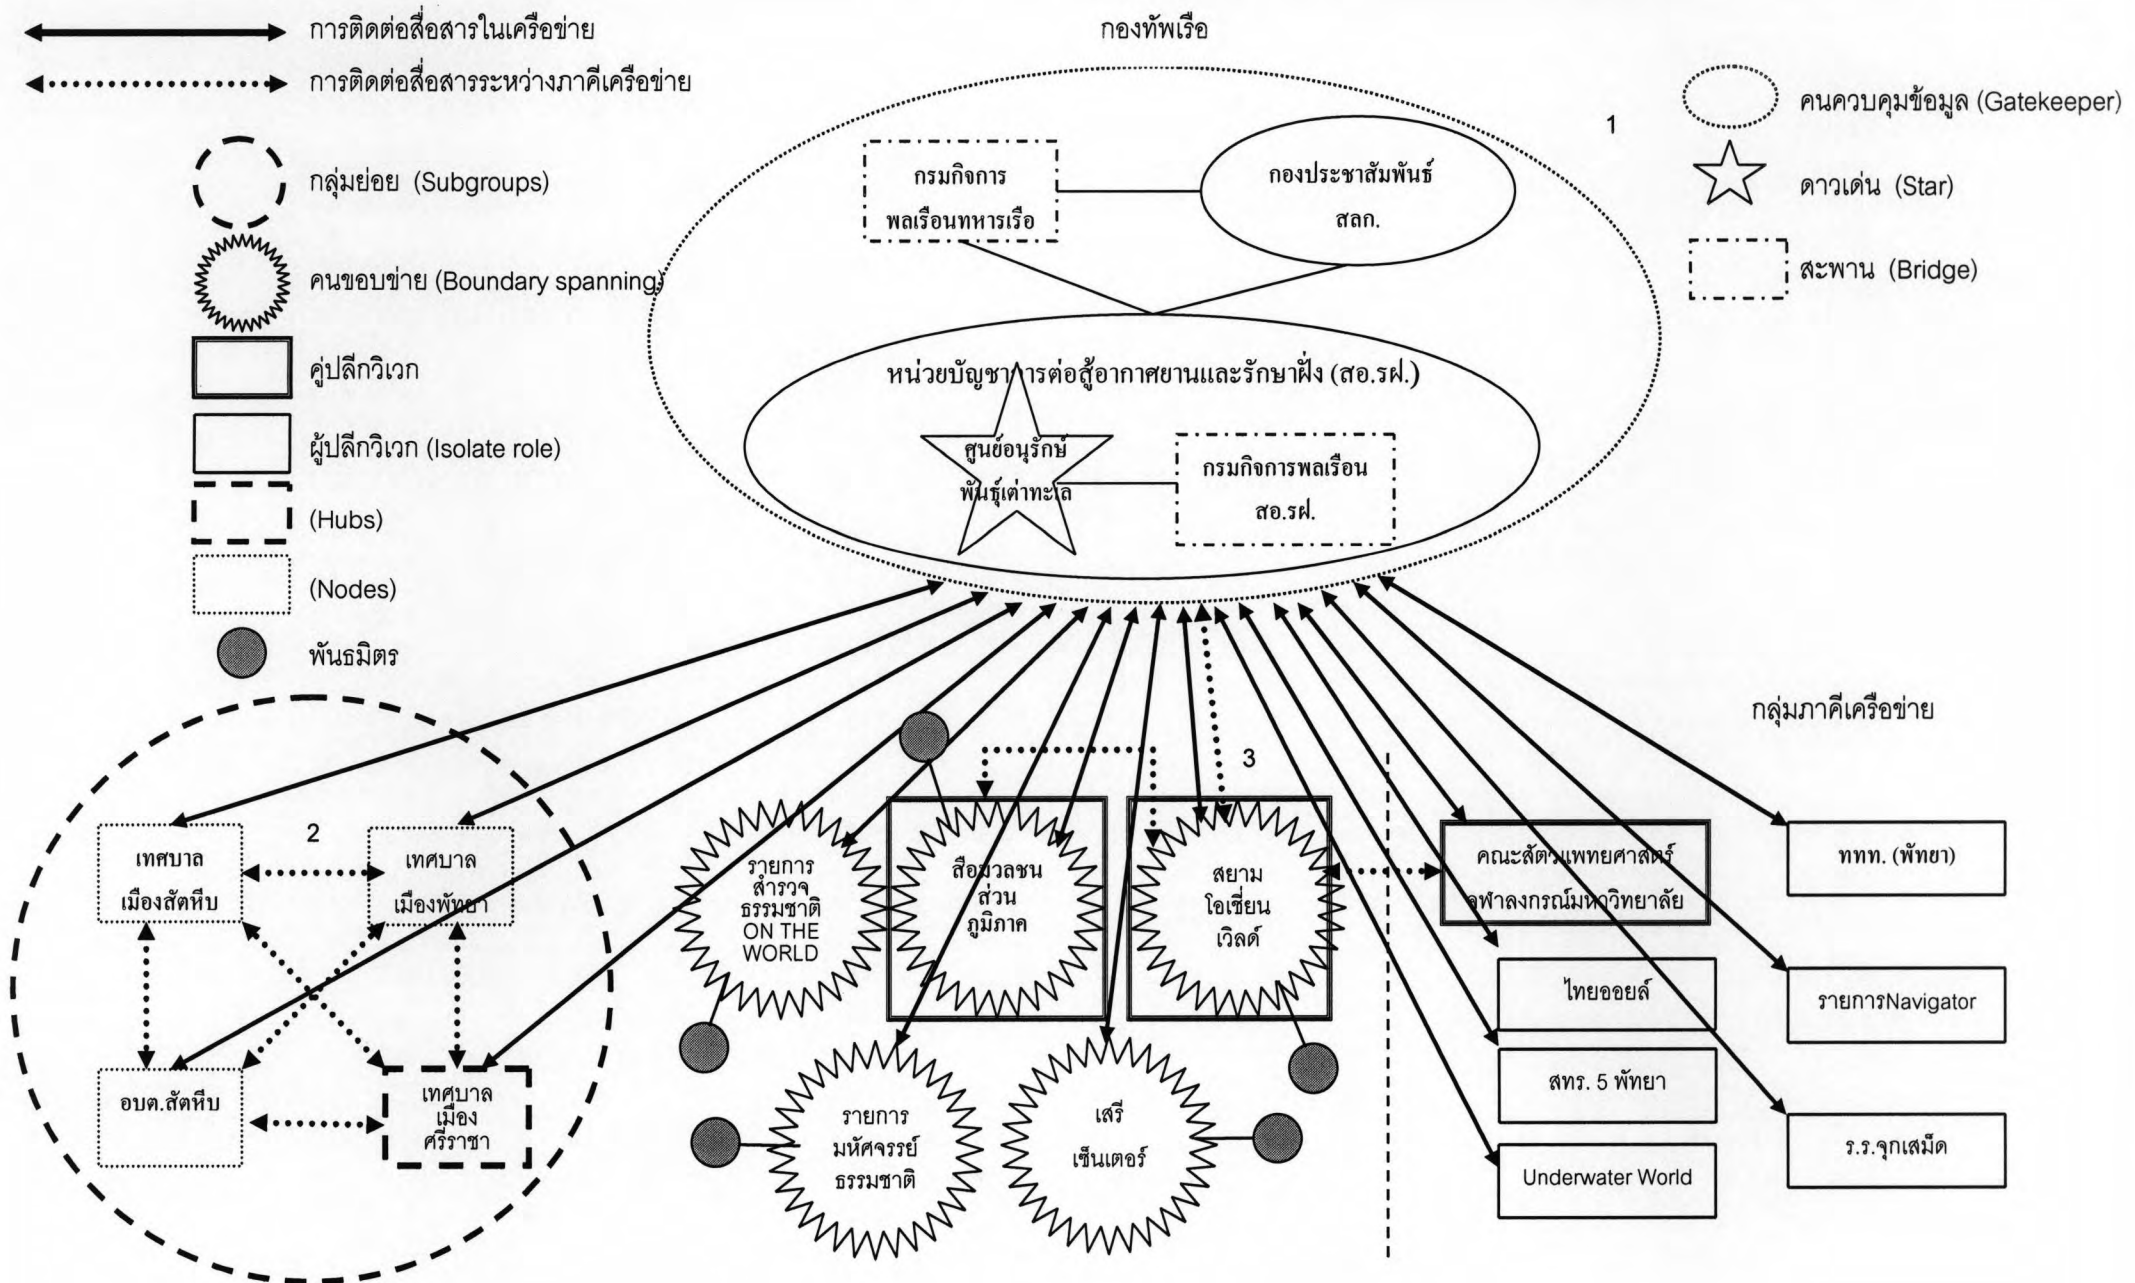 การติดต่อสื่อสารในเครือข่าย
การติดต่อสื่อสารระหว่างภาคีเครือข่าย
กลุ่มย่อย (Subgroups)
คนขอบข่าย (Boundary spanning)
คู่ปลีกวิเวก
ผู้ปลีกวิเวก (Isolate role)
(Hubs)
(Nodes)
พันธมิตร
กองทัพเรือ
1
คนควบคุมข้อมูล (Gatekeeper)
ดาวเด่น (Star)
สะพาน (Bridge)
กรมกิจการ
พลเรือนทหารเรือ
กองประชาสัมพันธ์
สลก.
หน่วยบัญชาการต่อสู้อากาศยานและรักษาฝั่ง (สอ.รฝ.)
ศูนย์อนุรักษ์
พันธุ์เต่าทะเล
กรมกิจการพลเรือน
สอ.รฝ.
กลุ่มภาคีเครือข่าย
2
เทศบาล
เมืองสัตหีบ
เทศบาล
เมืองพัทยา
อบต.สัตหีบ
เทศบาล
เมือง
ศรีราชา
3
รายการ
สำรวจ
ธรรมชาติ
ON THE
WORLD
สื่อมวลชน
ส่วน
ภูมิภาค
สยาม
โอเชี่ยน
เวิลด์
รายการ
มหัศจรรย์
ธรรมชาติ
เสรี
เซ็นเตอร์
คณะสัตวแพทยศาสตร์
จุฬาลงกรณ์มหาวิทยาลัย
ไทยออยล์
สทร. 5 พัทยา
Underwater World
ททท. (พัทยา)
รายการNavigator
ร.ร.จุกเสม็ด